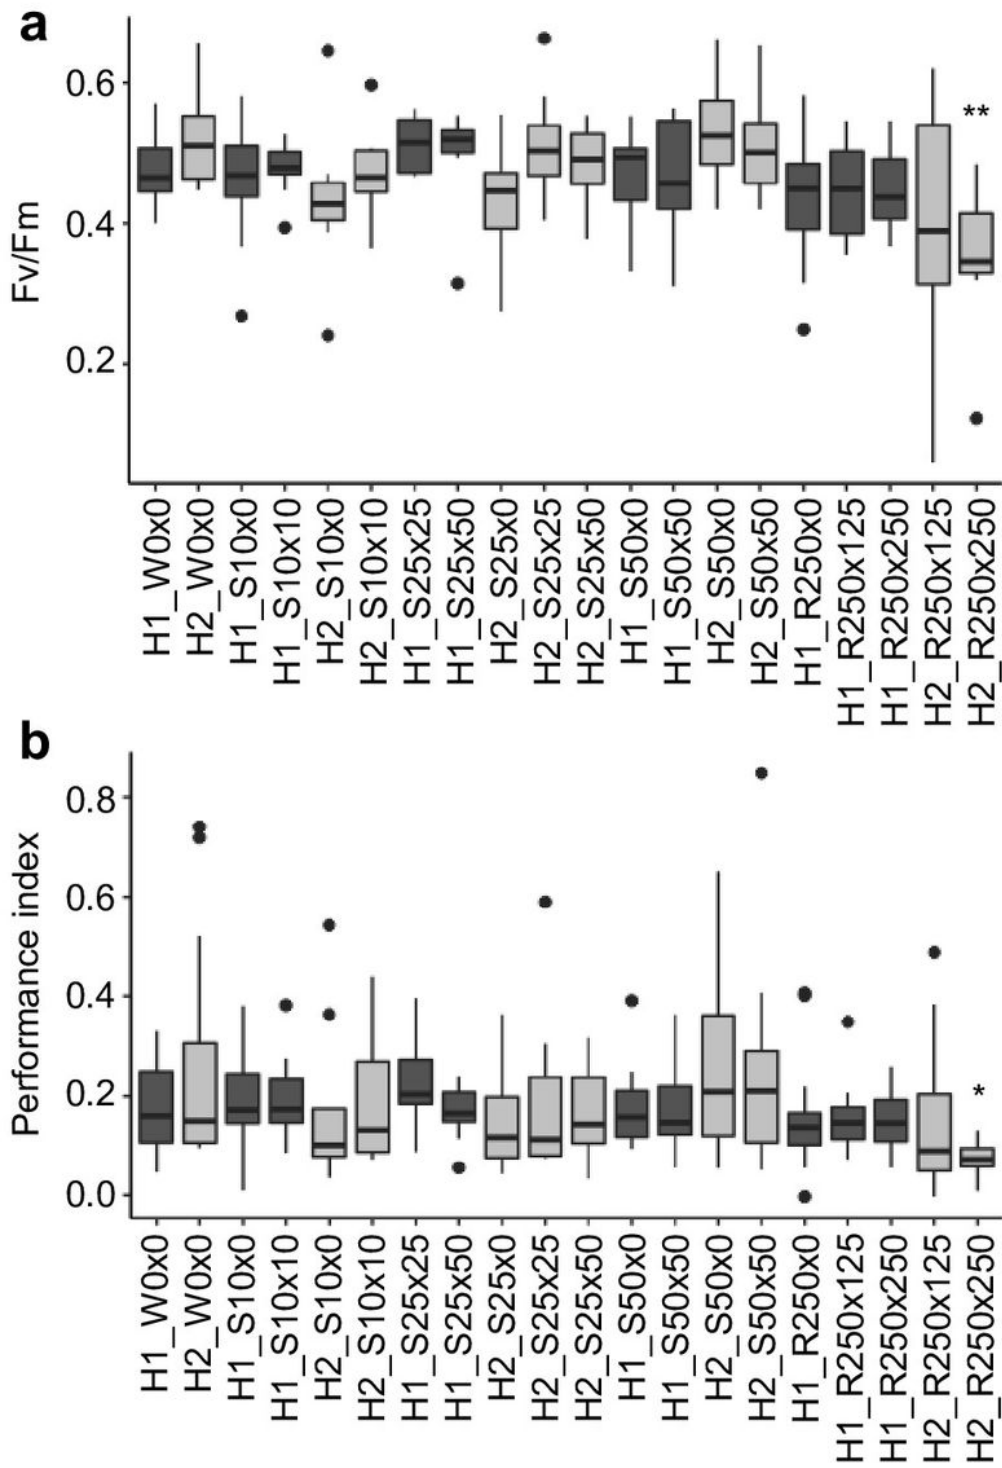 a
Fv/Fm
0.6
0.4
0.2
**
H1_W0x0
H2_W0x0
H1_S10x0
H1_S10x10
H2_S10x0
H2_S10x10
H1_S25x25
H1_S25x50
H2_S25x0
H2_S25x25
H2_S25x50
H1_S50x0
H1_S50x50
H2_S50x0
H2_S50x50
H1_R250x0
H1_R250x125
H1_R250x250
H2_R250x125
H2_R250x250
b
Performance index
0.8
0.6
0.4
0.2
0.0
*
H1_W0x0
H2_W0x0
H1_S10x0
H1_S10x10
H2_S10x0
H2_S10x10
H1_S25x25
H1_S25x50
H2_S25x0
H2_S25x25
H2_S25x50
H1_S50x0
H1_S50x50
H2_S50x0
H2_S50x50
H1_R250x0
H1_R250x125
H1_R250x250
H2_R250x125
H2_R250x250